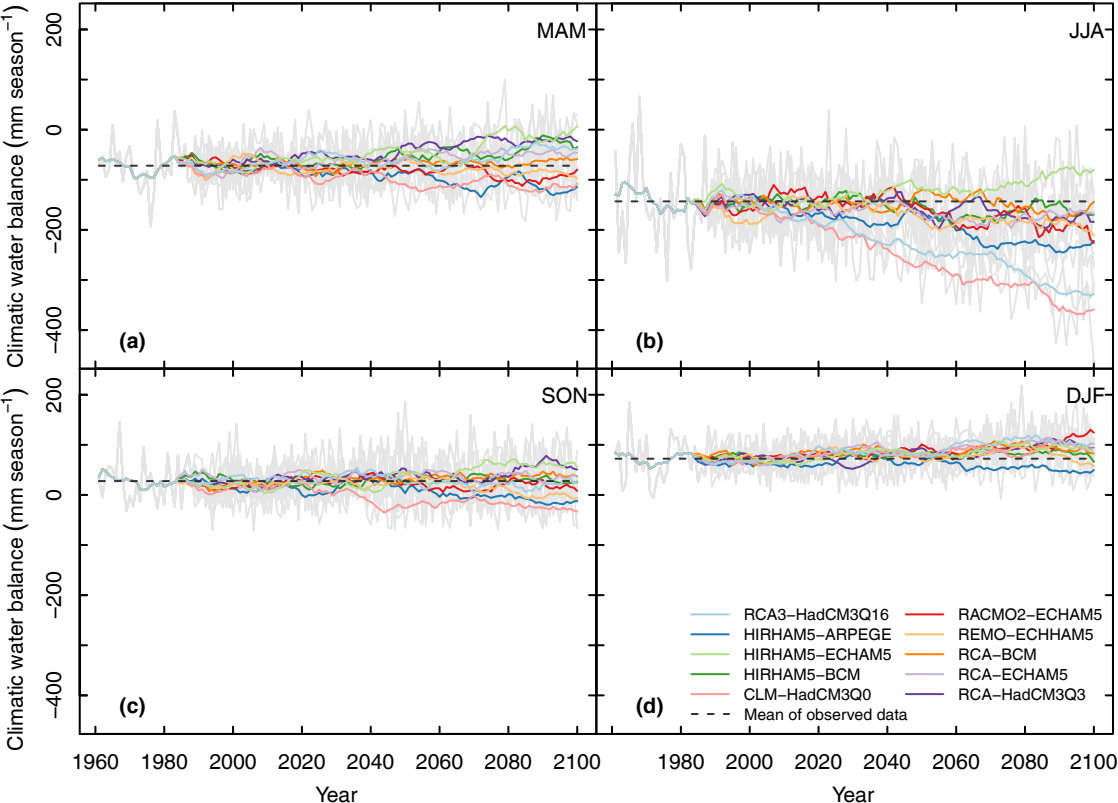 MAM
JJA
Climatic water balance (mm season−1)
200
0
−200
−400
(a)
(b)
SON
DJF
Climatic water balance (mm season−1)
200
0
−200
−400
(c)
(d)
RCA3−HadCM3Q16
HIRHAM5−ARPEGE
HIRHAM5−ECHAM5
HIRHAM5−BCM
CLM−HadCM3Q0
Mean of observed data
RACMO2−ECHAM5
REMO−ECHHAM5
RCA−BCM
RCA−ECHAM5
RCA−HadCM3Q3
1960 1980 2000 2020 2040 2060 2080 2100
1980 2000 2020 2040 2060 2080 2100
Year
Year